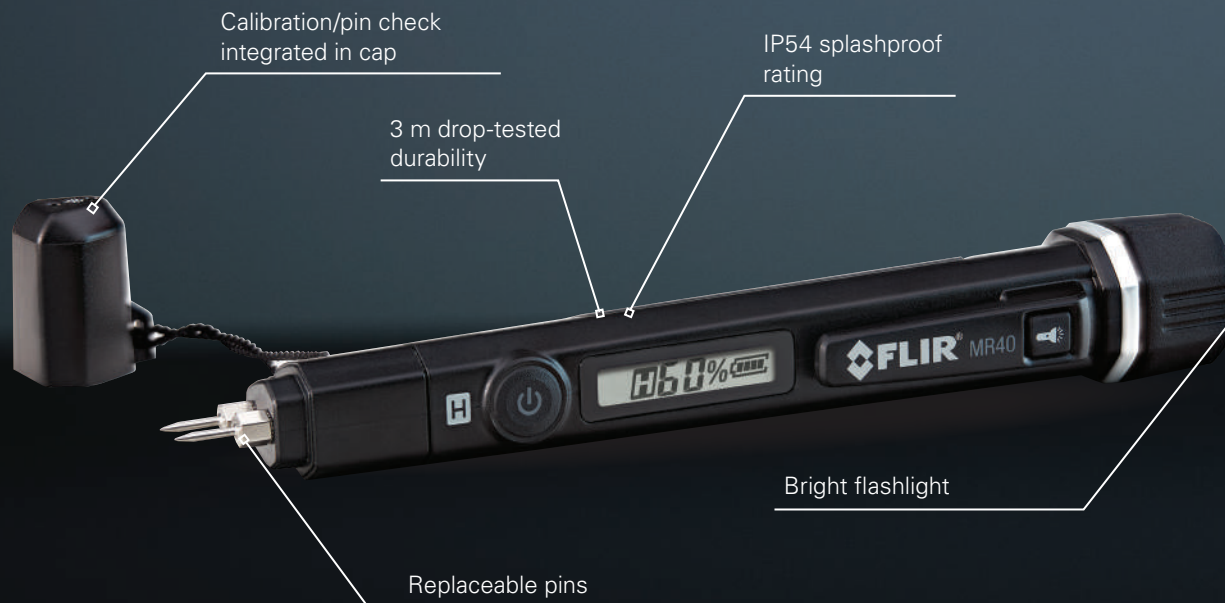 Calibration/pin check
integrated in cap
IP54 splashproof
rating
3 m drop-tested
durability
FLIR® MR40
H60%
H
Bright flashlight
Replaceable pins